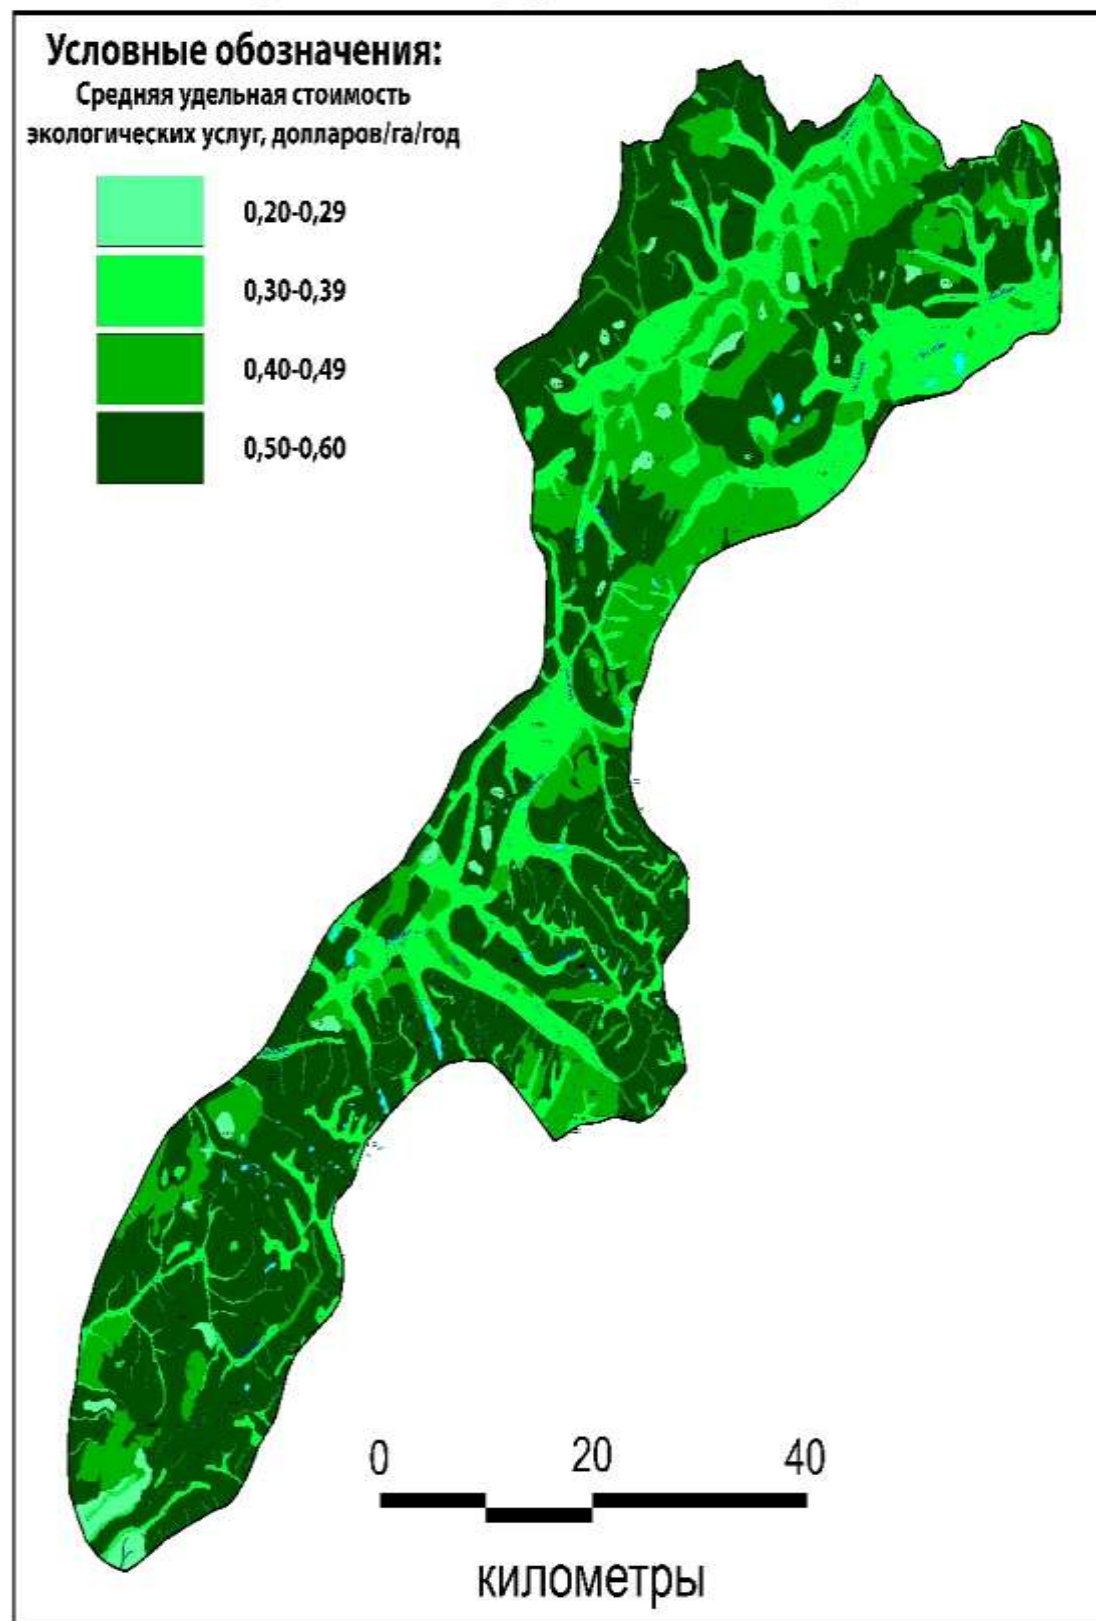 Условные обозначения:
Средняя удельная стоимость
экологических услуг, долларов/га/год
0,20-0,29
0,30-0,39
0,40-0,49
0,50-0,60
0 20 40
километры